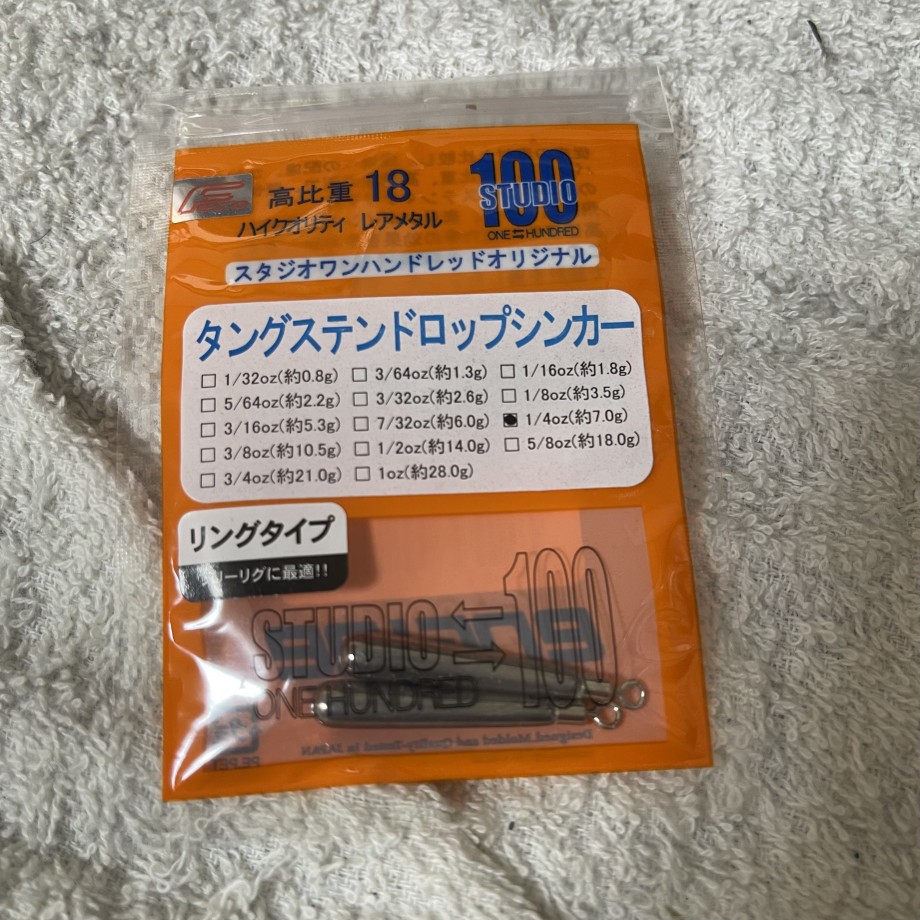 高比重 18
ハイクオリティ レアメタル
100
STUDIO
ONE⇆HUNDRED
スタジオワンハンドレッドオリジナル
タングステンドロップシンカー
□ 1/32oz(約0.8g) □ 3/64oz(約1.3g) □ 1/16oz(約1.8g)
□ 5/64oz(約2.2g) □ 3/32oz(約2.6g) □ 1/8oz(約3.5g)
□ 3/16oz(約5.3g) □ 7/32oz(約6.0g) ■ 1/4oz(約7.0g)
□ 3/8oz(約10.5g) □ 1/2oz(約14.0g) □ 5/8oz(約18.0g)
□ 3/4oz(約21.0g) □ 1oz(約28.0g)
リングタイプ
ーリグに最適!!
STUDIO⇆100
ONE HUNDRED
Designed, Molded and Quality-Tested in JAPAN